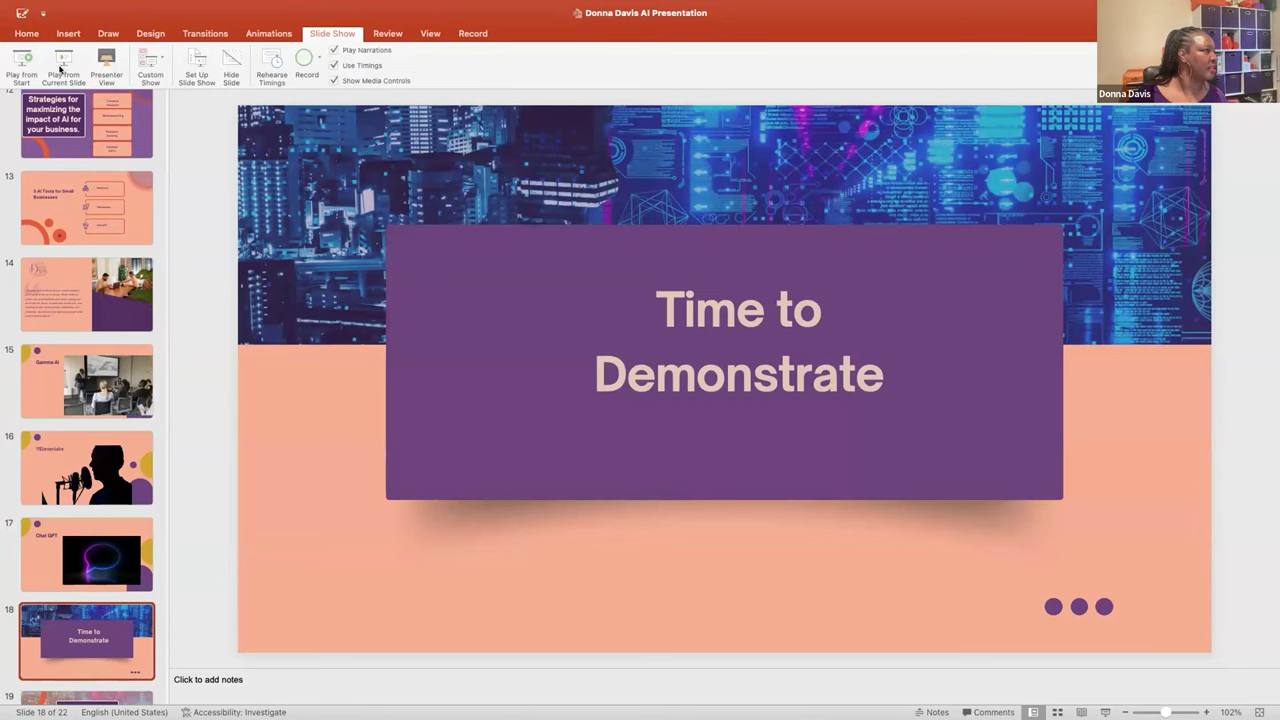 Donna Davis AI Presentation
Home Insert Draw Design Transitions Animations Slide Show Review View Record
Play from Start
Play from Current Slide
Presenter View
Custom Show
Set Up Slide Show
Hide Slide
Rehearse Timings
Record
Play Narrations
Use Timings
Show Media Controls
Donna Davis
12
Strategies for
maximizing the
impact of AI for
your business.
13
3 AI Tools for Small
Businesses
14
15
Gamma AI
16
17
Chat GPT
18
Time to
Demonstrate
19
Time to
Demonstrate
Click to add notes
Slide 18 of 22 English (United States) Accessibility: Investigate Notes Comments 102%